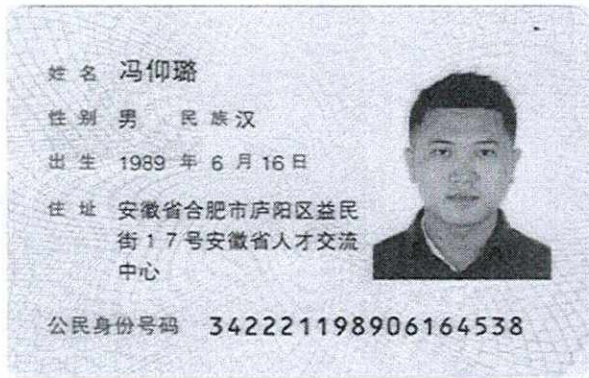 姓名 冯仰璐
性别 男 民族 汉
出生 1989 年 6 月 16 日
住址 安徽省合肥市庐阳区益民
街17号安徽省人才交流
中心
公民身份号码 342221198906164538